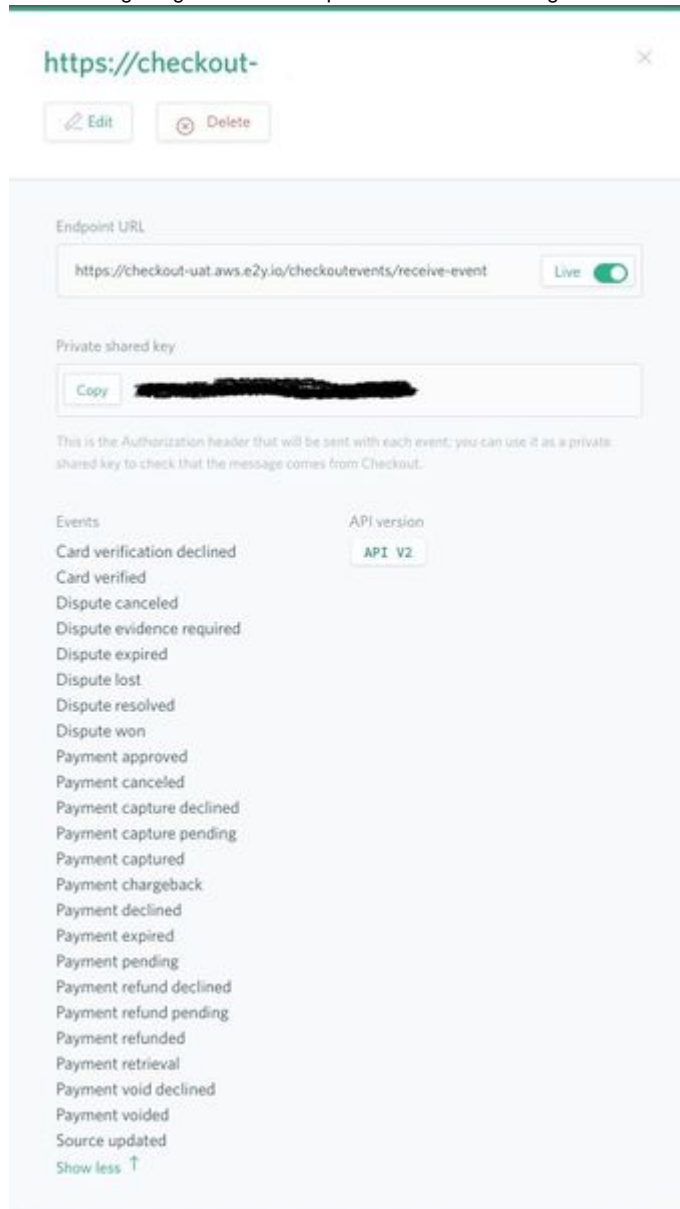 https://checkout-
Edit
Delete
Endpoint URL
https://checkout-uat.aws.e2y.io/checkoutevents/receive-event
Live
Private shared key
Copy
This is the Authorization header that will be sent with each event; you can use it as a private
shared key to check that the message comes from Checkout.
Events
API version
Card verification declined
API V2
Card verified
Dispute canceled
Dispute evidence required
Dispute expired
Dispute lost
Dispute resolved
Dispute won
Payment approved
Payment canceled
Payment capture declined
Payment capture pending
Payment captured
Payment chargeback
Payment declined
Payment expired
Payment pending
Payment refund declined
Payment refund pending
Payment refunded
Payment retrieval
Payment void declined
Payment voided
Source updated
Show less ↑